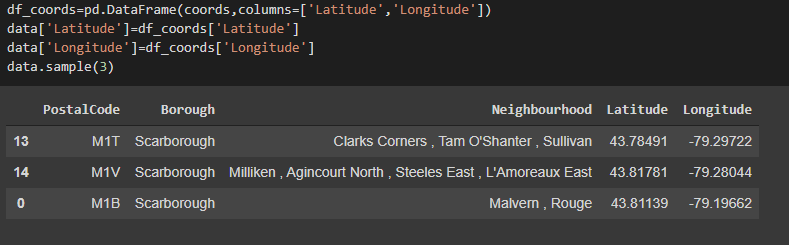 df_coords=pd.DataFrame(coords,columns=['Latitude','Longitude'])
data['Latitude']=df_coords['Latitude']
data['Longitude']=df_coords['Longitude']
data.sample(3)
PostalCode Borough Neighbourhood Latitude Longitude
13 M1T Scarborough Clarks Corners , Tam O'Shanter , Sullivan 43.78491 -79.29722
14 M1V Scarborough Milliken , Agincourt North , Steeles East , L'Amoreaux East 43.81781 -79.28044
0 M1B Scarborough Malvern , Rouge 43.81139 -79.19662